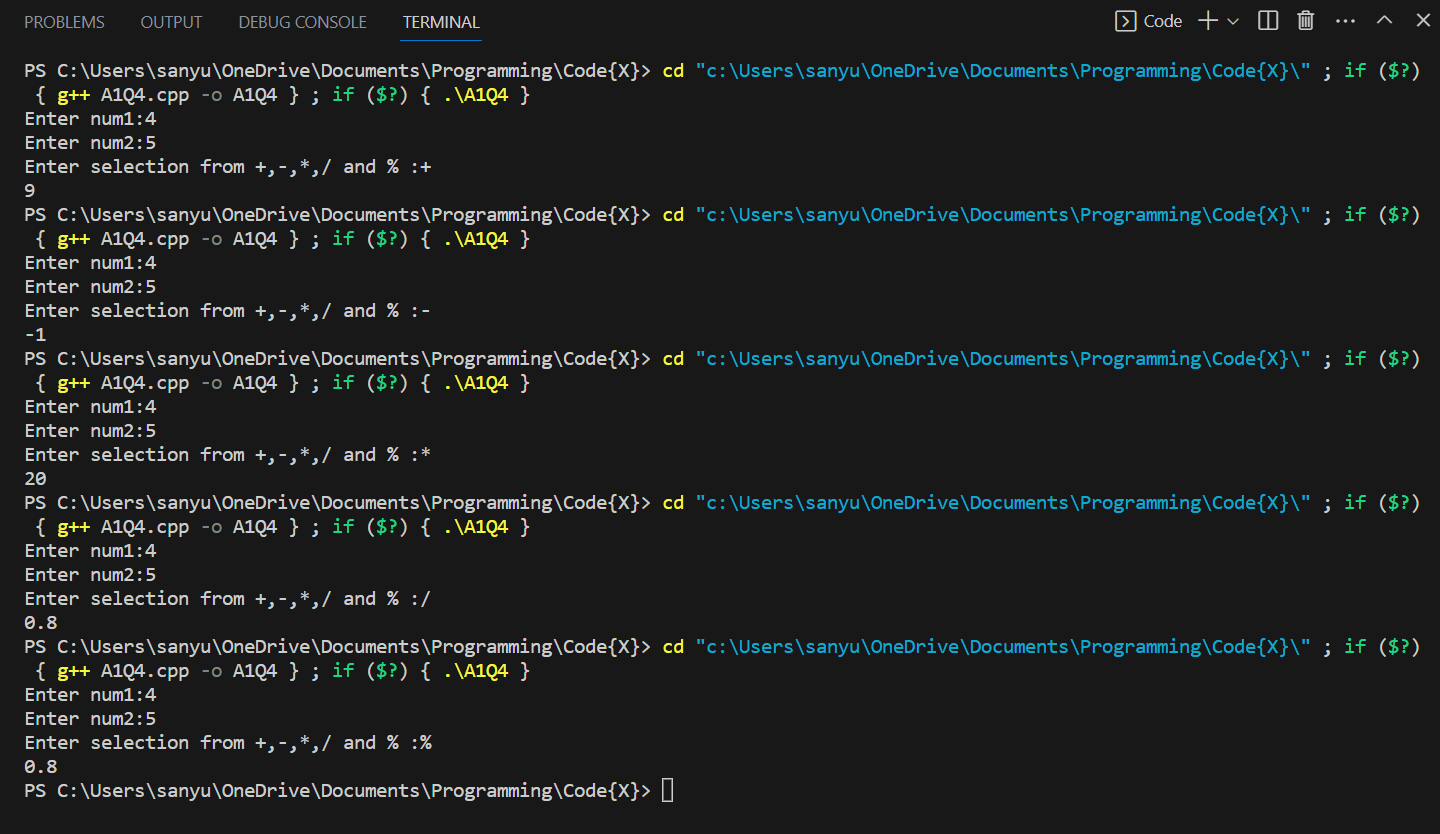 PROBLEMS OUTPUT DEBUG CONSOLE TERMINAL Code
PS C:\Users\sanyu\OneDrive\Documents\Programming\Code{X}> cd "c:\Users\sanyu\OneDrive\Documents\Programming\Code{X}\" ; if ($?)
 { g++ A1Q4.cpp -o A1Q4 } ; if ($?) { .\A1Q4 }
Enter num1:4
Enter num2:5
Enter selection from +,-,*,/ and % :+
9
PS C:\Users\sanyu\OneDrive\Documents\Programming\Code{X}> cd "c:\Users\sanyu\OneDrive\Documents\Programming\Code{X}\" ; if ($?)
 { g++ A1Q4.cpp -o A1Q4 } ; if ($?) { .\A1Q4 }
Enter num1:4
Enter num2:5
Enter selection from +,-,*,/ and % :-
-1
PS C:\Users\sanyu\OneDrive\Documents\Programming\Code{X}> cd "c:\Users\sanyu\OneDrive\Documents\Programming\Code{X}\" ; if ($?)
 { g++ A1Q4.cpp -o A1Q4 } ; if ($?) { .\A1Q4 }
Enter num1:4
Enter num2:5
Enter selection from +,-,*,/ and % :*
20
PS C:\Users\sanyu\OneDrive\Documents\Programming\Code{X}> cd "c:\Users\sanyu\OneDrive\Documents\Programming\Code{X}\" ; if ($?)
 { g++ A1Q4.cpp -o A1Q4 } ; if ($?) { .\A1Q4 }
Enter num1:4
Enter num2:5
Enter selection from +,-,*,/ and % :/
0.8
PS C:\Users\sanyu\OneDrive\Documents\Programming\Code{X}> cd "c:\Users\sanyu\OneDrive\Documents\Programming\Code{X}\" ; if ($?)
 { g++ A1Q4.cpp -o A1Q4 } ; if ($?) { .\A1Q4 }
Enter num1:4
Enter num2:5
Enter selection from +,-,*,/ and % :%
0.8
PS C:\Users\sanyu\OneDrive\Documents\Programming\Code{X}>